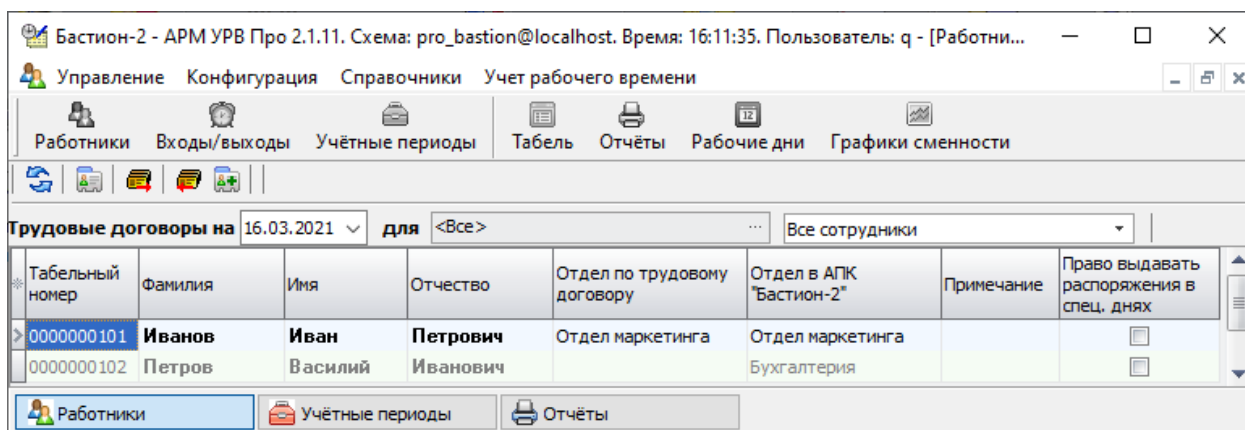 Бастион-2 - АРМ УРВ Про 2.1.11. Схема: pro_bastion@localhost. Время: 16:11:35. Пользователь: q - [Работни...
Управление Конфигурация Справочники Учет рабочего времени
Работники Входы/выходы Учётные периоды Табель Отчёты Рабочие дни Графики сменности
Трудовые договоры на 16.03.2021 для <Все> ... Все сотрудники
Табельный номер Фамилия Имя Отчество Отдел по трудовому договору Отдел в АПК "Бастион-2" Примечание Право выдавать распоряжения в спец. днях
0000000101 Иванов Иван Петрович Отдел маркетинга Отдел маркетинга
0000000102 Петров Василий Иванович Бухгалтерия
Работники Учётные периоды Отчёты